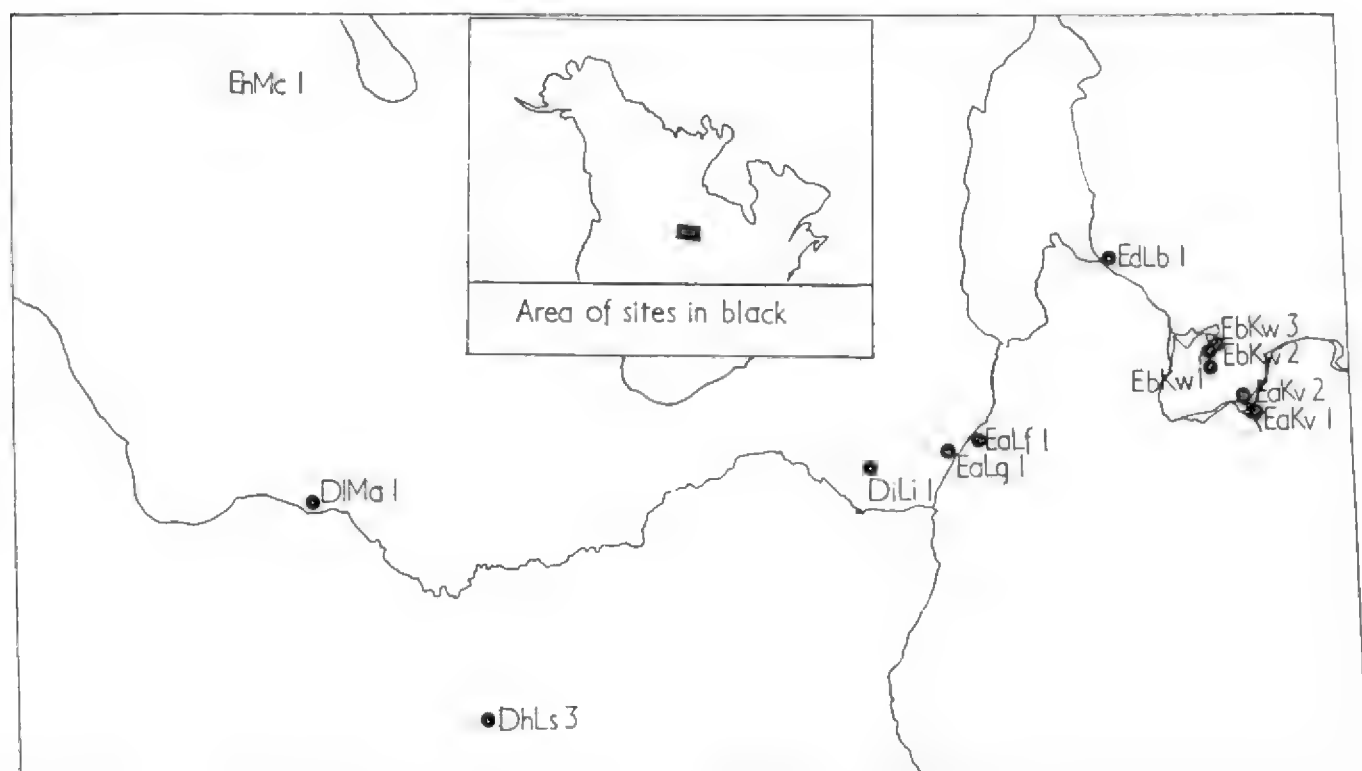 EhMc 1
Area of sites in black
EdLb 1
EbKw 3
EbKw 2
EbKw 1
EaKv 2
EaKv 1
EaLf 1
EaLg 1
DiLi 1
DlMa 1
DhLs 3